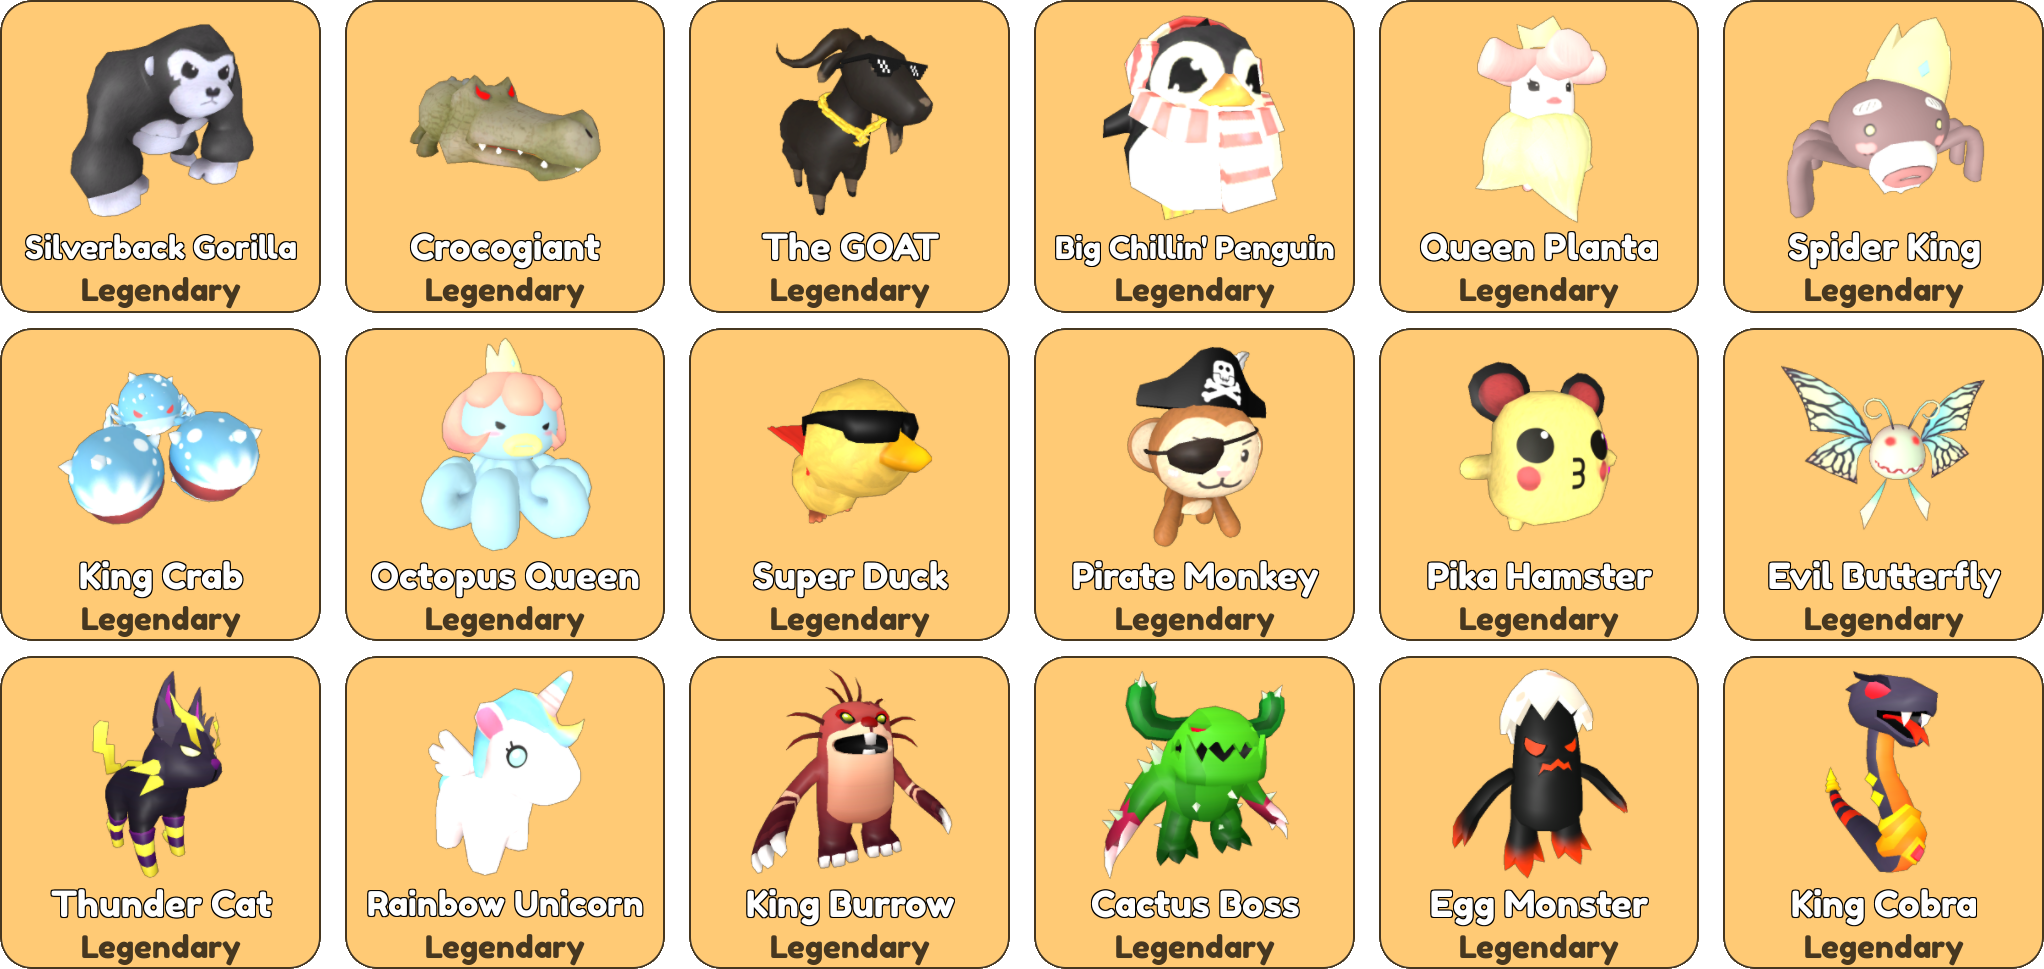 Silverback Gorilla
Legendary
Crocogiant
Legendary
The GOAT
Legendary
Big Chillin' Penguin
Legendary
Queen Planta
Legendary
Spider King
Legendary
King Crab
Legendary
Octopus Queen
Legendary
Super Duck
Legendary
Pirate Monkey
Legendary
Pika Hamster
Legendary
Evil Butterfly
Legendary
Thunder Cat
Legendary
Rainbow Unicorn
Legendary
King Burrow
Legendary
Cactus Boss
Legendary
Egg Monster
Legendary
King Cobra
Legendary